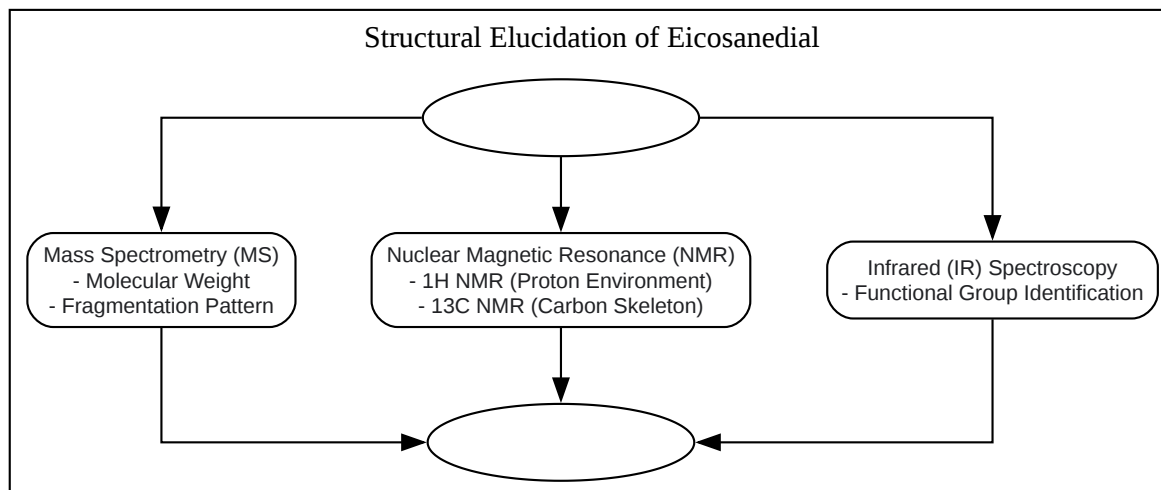 Structural Elucidation of Eicosanedial
Mass Spectrometry (MS)
- Molecular Weight
- Fragmentation Pattern
Nuclear Magnetic Resonance (NMR)
- 1H NMR (Proton Environment)
- 13C NMR (Carbon Skeleton)
Infrared (IR) Spectroscopy
- Functional Group Identification